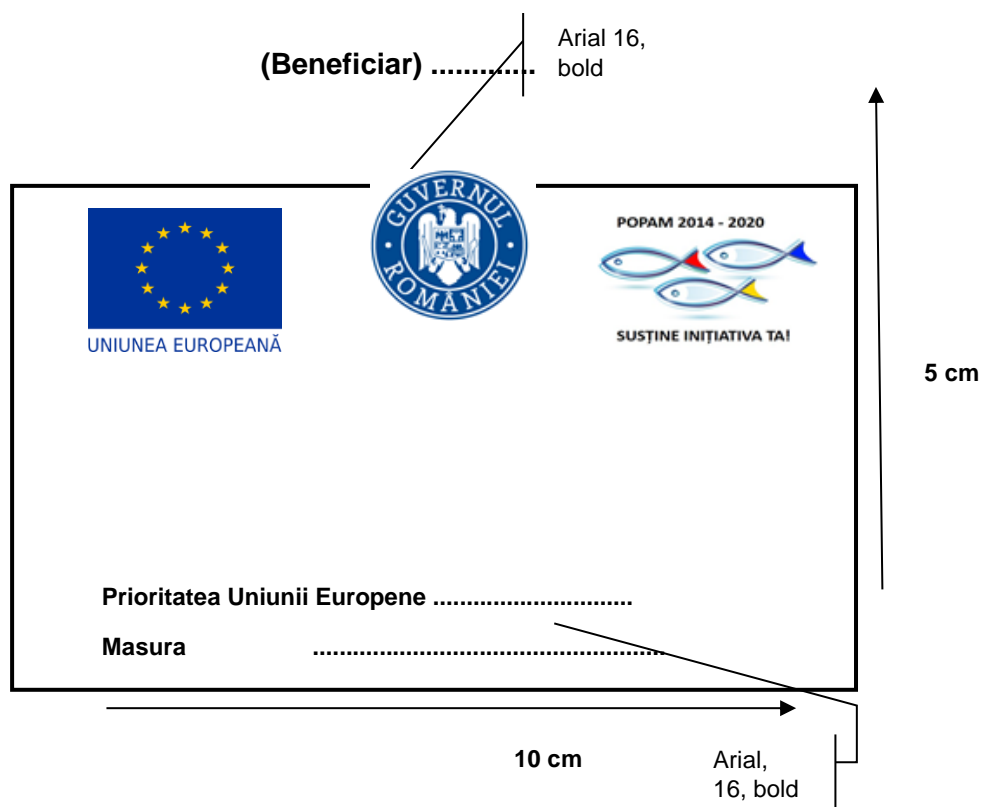 (Beneficiar) .............
Arial 16,
bold
GUVERNUL ROMÂNIEI
POPAM 2014 - 2020
UNIUNEA EUROPEANĂ
SUSȚINE INIȚIATIVA TA!
5 cm
Prioritatea Uniunii Europene ..............................
Masura .....................................................
10 cm
Arial,
16, bold